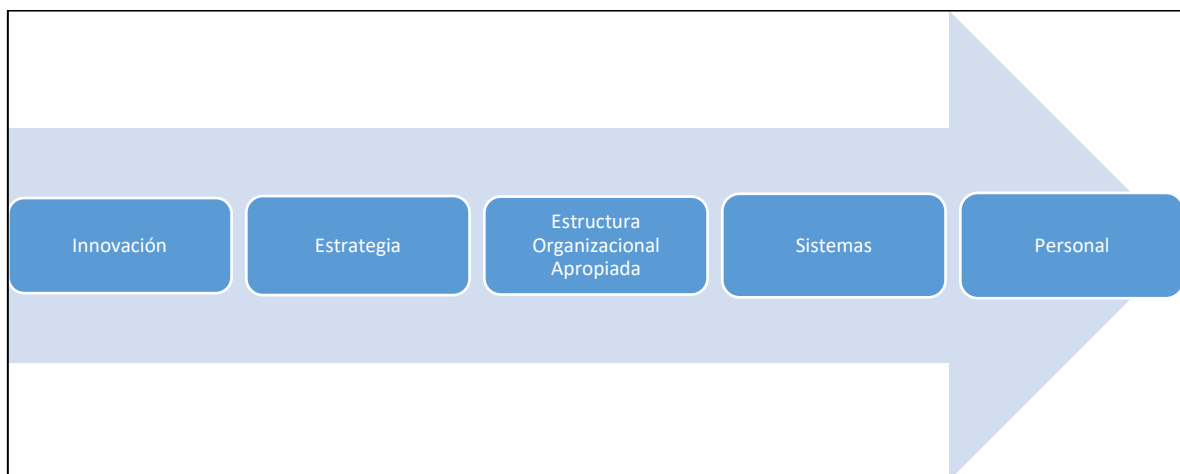 Innovación
Estrategia
Estructura
Organizacional
Apropiada
Sistemas
Personal